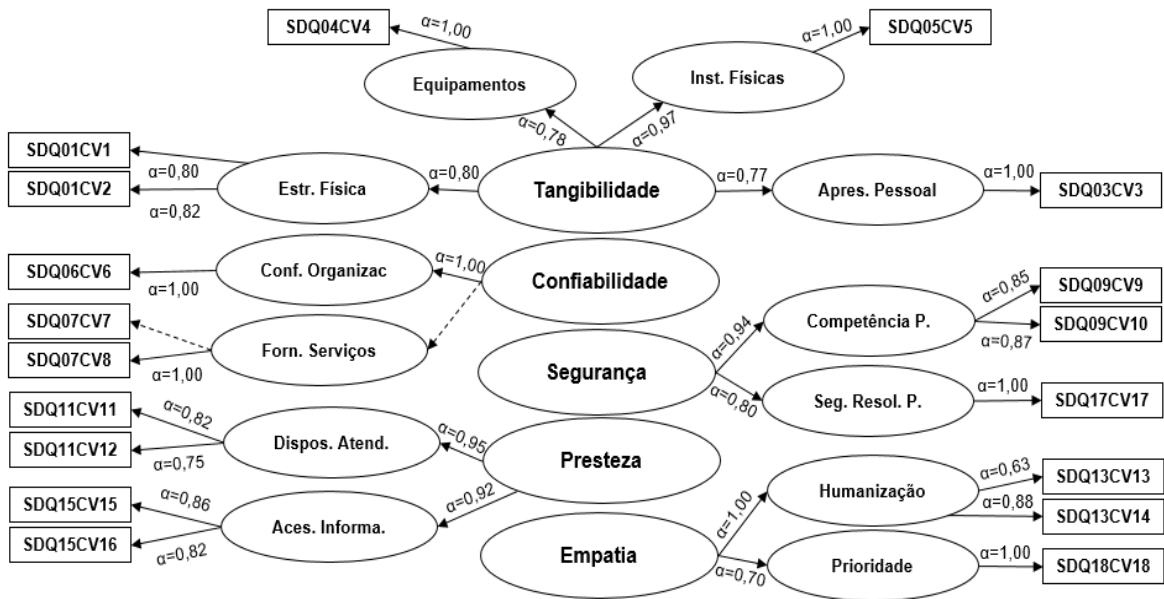 SDQ04CV4
α=1,00
α=1,00
SDQ05CV5
Equipamentos
Inst. Físicas
α=0,78
α=0,97
SDQ01CV1
SDQ01CV2
α=0,80
α=0,82
Estr. Física
α=0,80
Tangibilidade
α=0,77
Apres. Pessoal
α=1,00
SDQ03CV3
SDQ06CV6
α=1,00
Conf. Organizac
α=1,00
Confiabilidade
SDQ07CV7
SDQ07CV8
α=1,00
Forn. Serviços
Segurança
α=0,94
Competência P.
α=0,85
SDQ09CV9
SDQ09CV10
α=0,87
α=0,80
Seg. Resol. P.
α=1,00
SDQ17CV17
SDQ11CV11
α=0,82
SDQ11CV12
α=0,75
Dispos. Atend.
α=0,95
Presteza
SDQ15CV15
α=0,86
SDQ15CV16
α=0,82
Aces. Informa.
α=0,92
Empatia
α=1,00
Humanização
α=0,63
SDQ13CV13
α=0,88
SDQ13CV14
α=0,70
Prioridade
α=1,00
SDQ18CV18